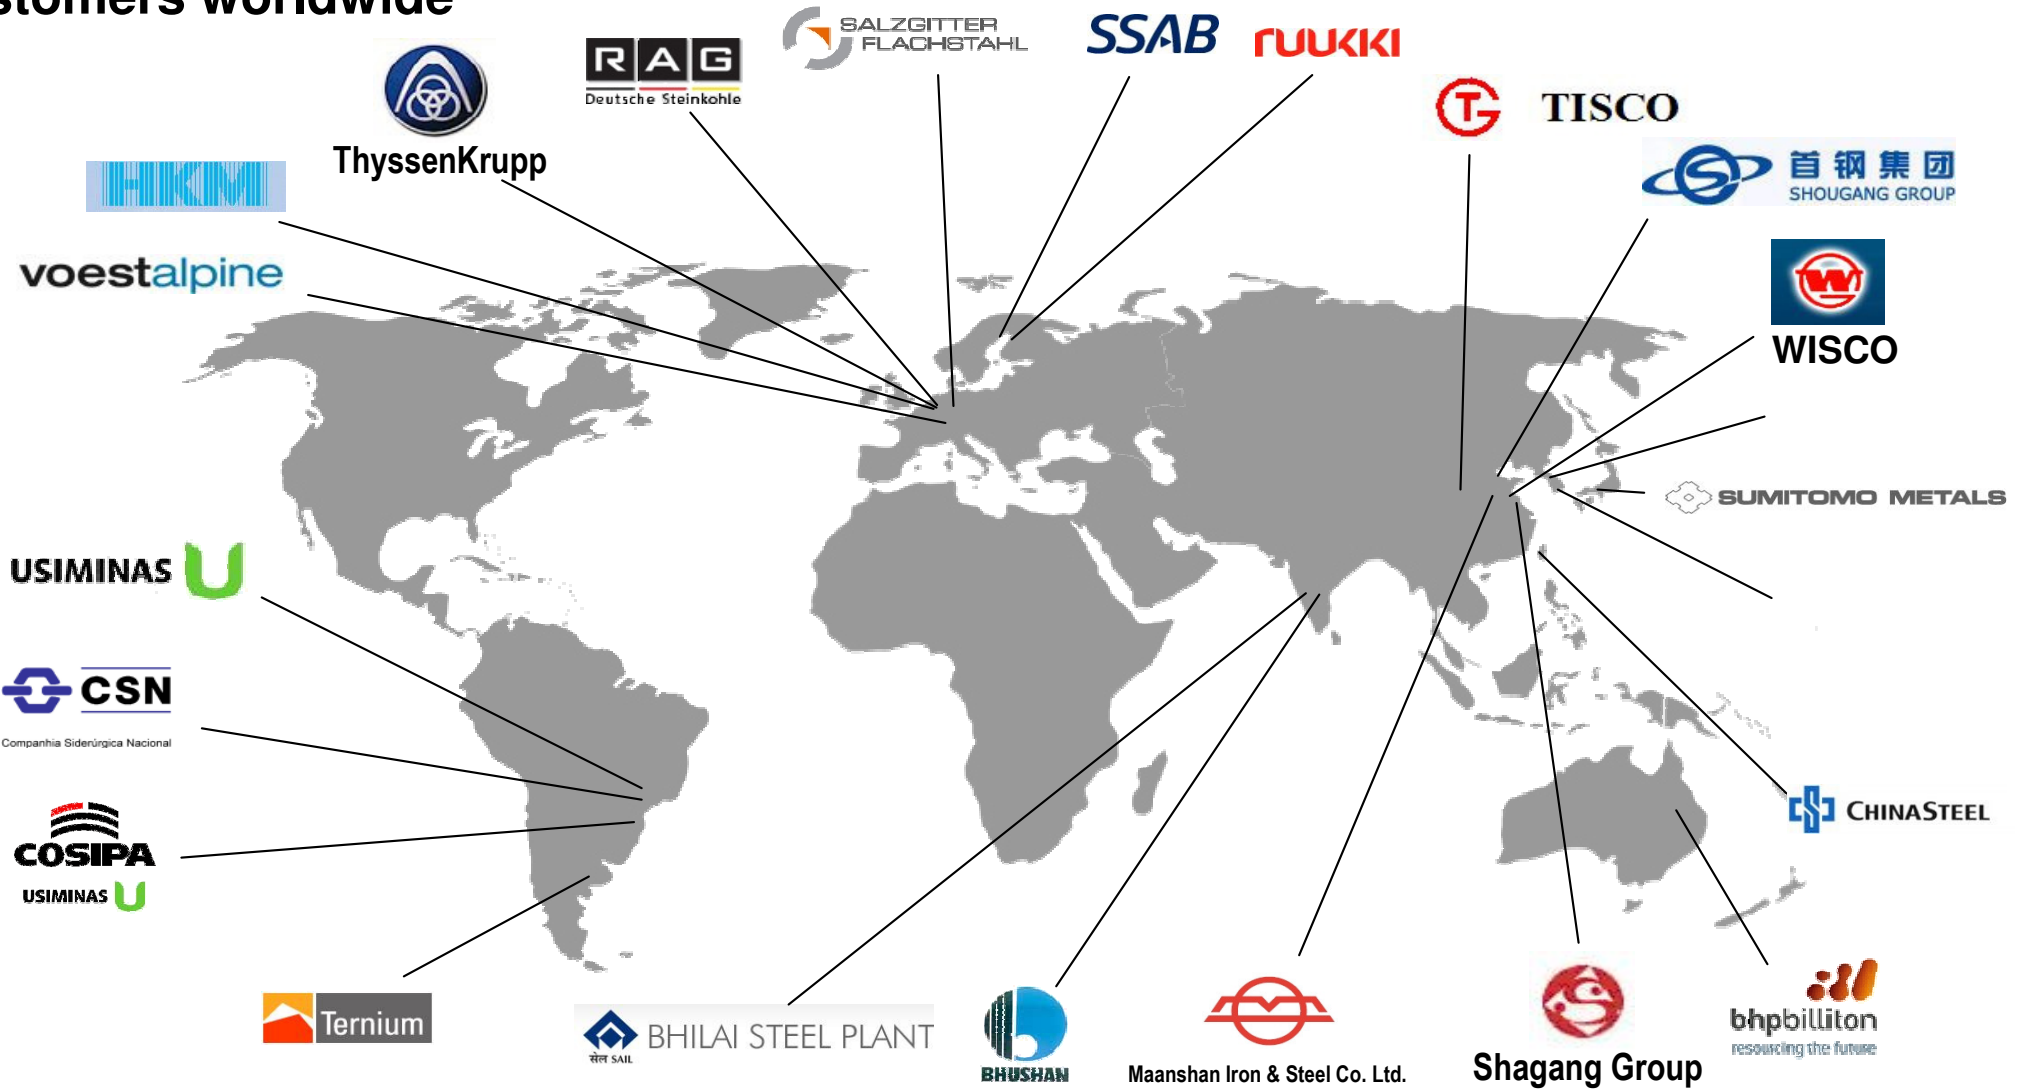 stomers worldwide
SALZGITTER
FLACHSTAHL
SSAB
ruukki
RAG
Deutsche Steinkohle
ThyssenKrupp
TISCO
首钢集团
SHOUGANG GROUP
HKM
voestalpine
WISCO
SUMITOMO METALS
USIMINAS
CSN
Companhia Siderúrgica Nacional
COSIPA
USIMINAS
CHINASTEEL
Ternium
सेल SAIL
BHILAI STEEL PLANT
BHUSHAN
Maanshan Iron & Steel Co. Ltd.
Shagang Group
bhpbilliton
resourcing the future